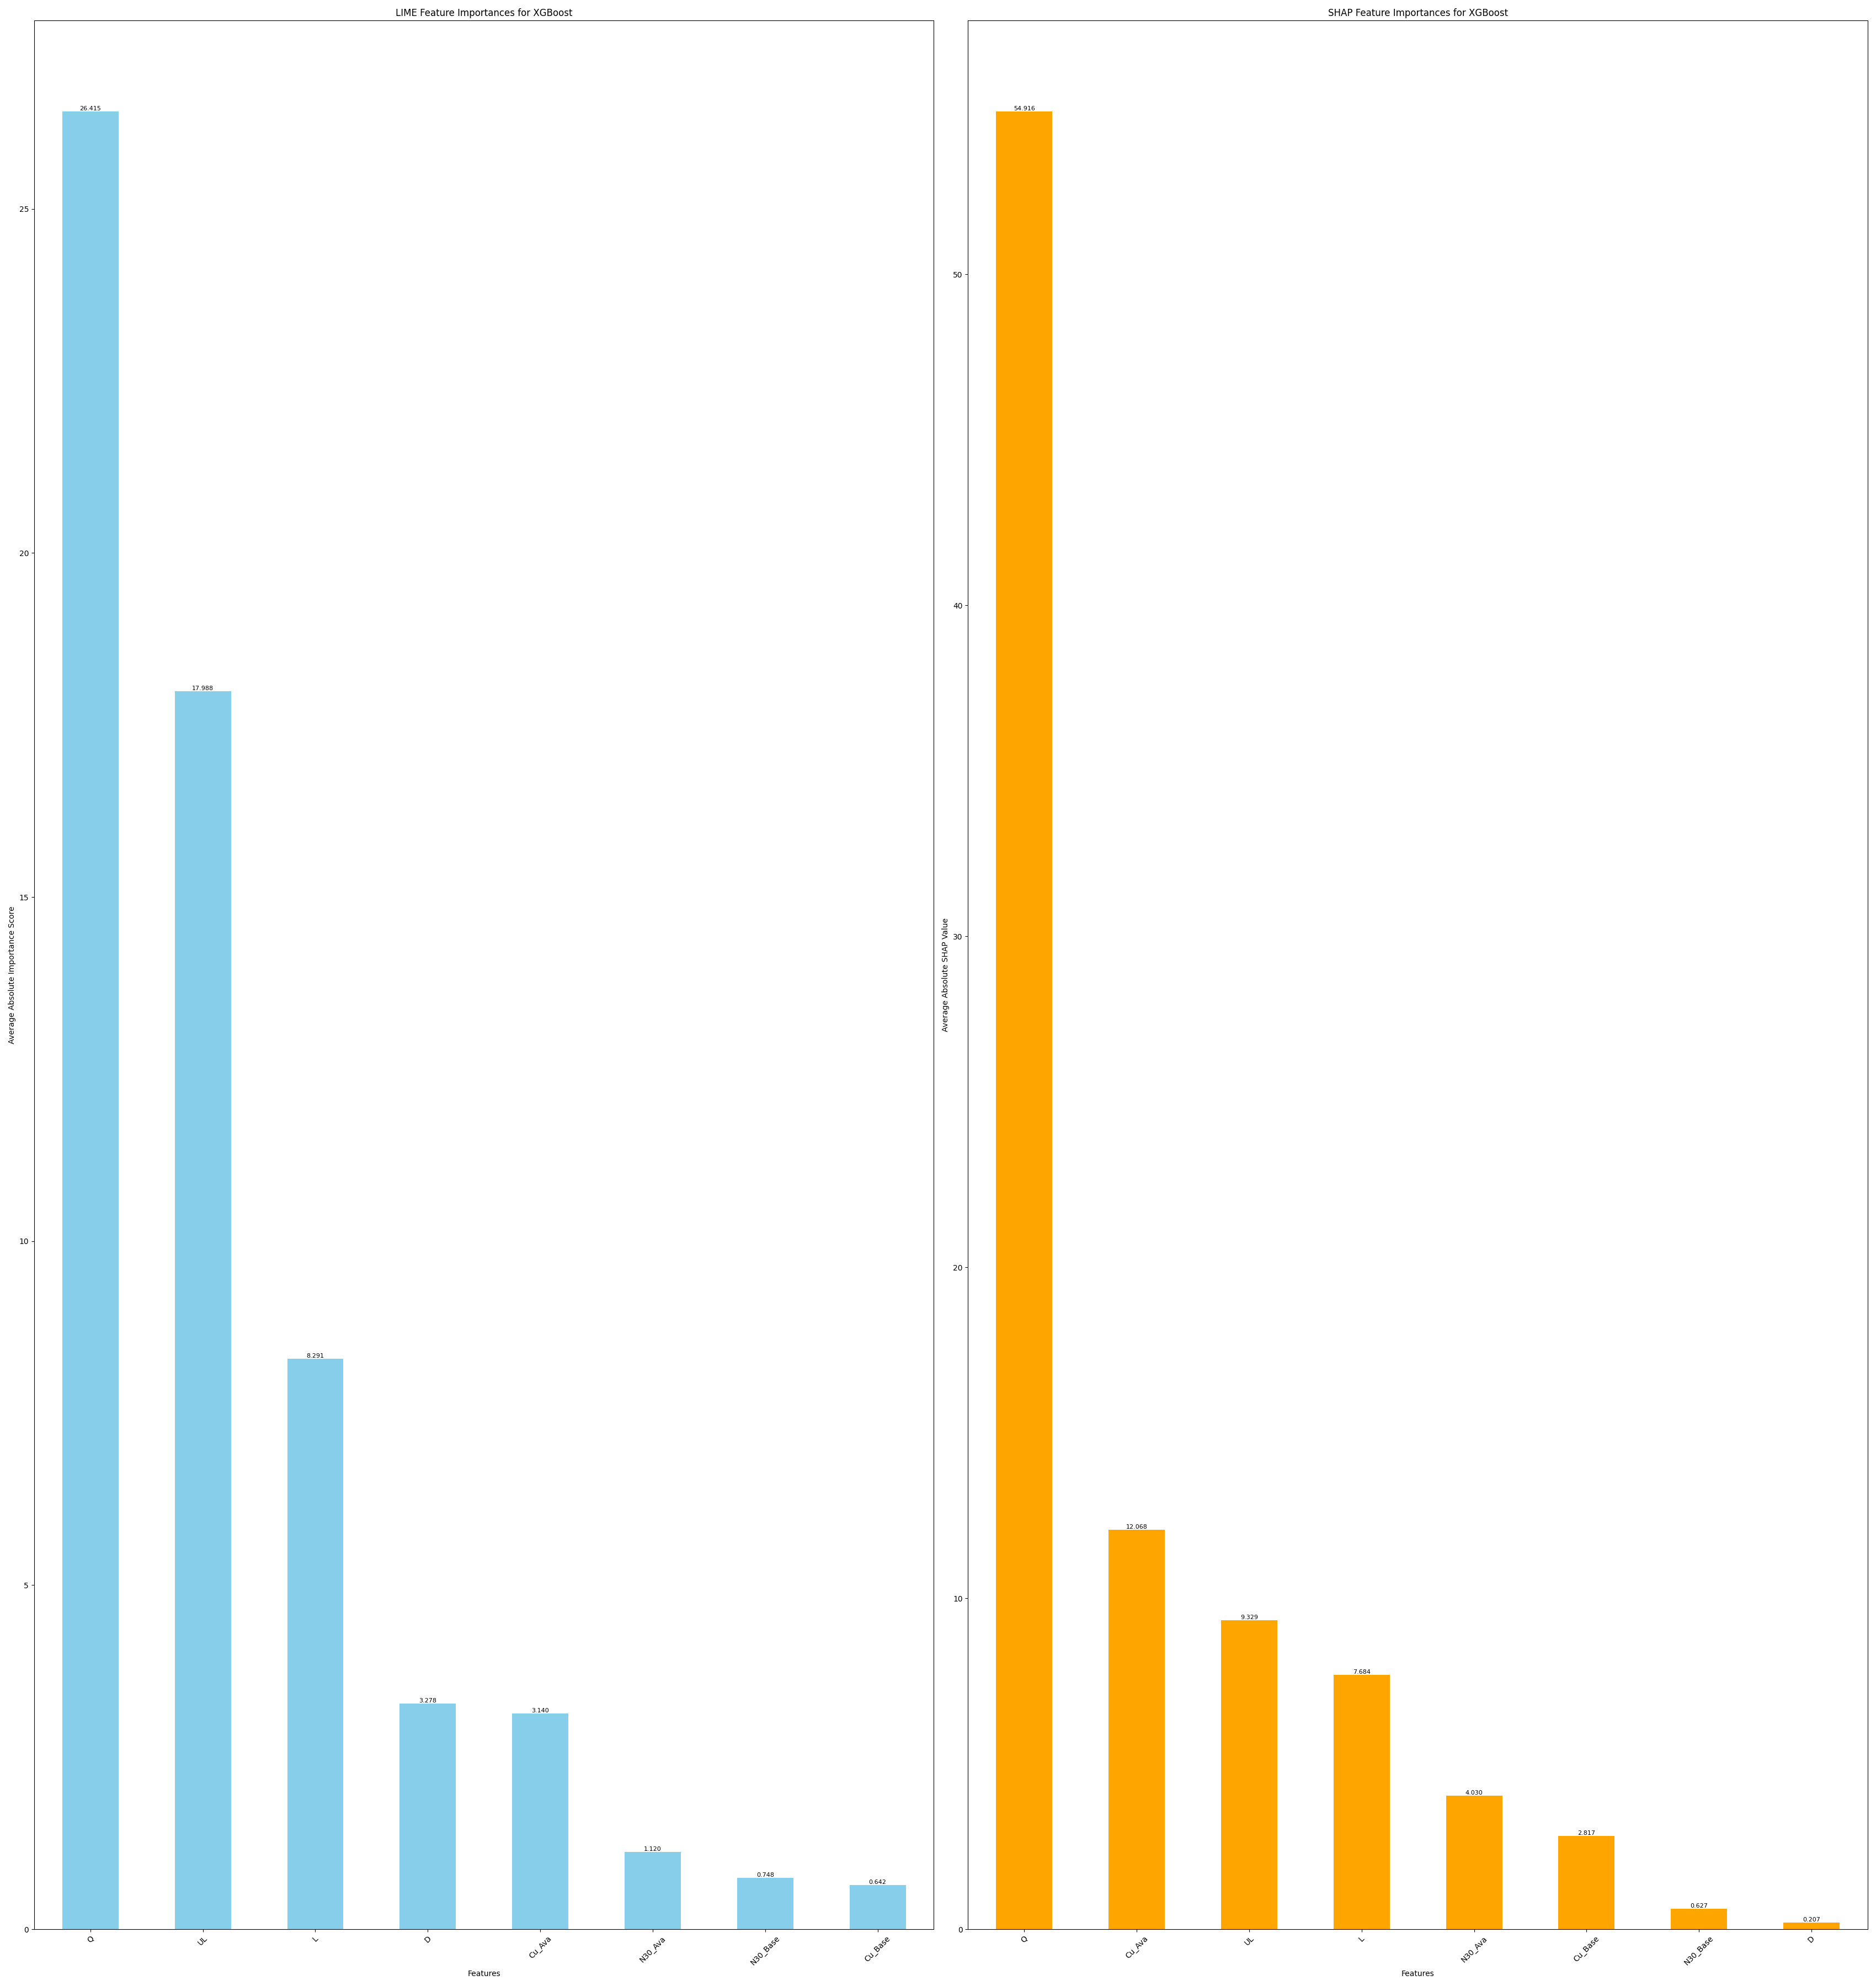 LIME Feature Importances for XGBoost
Average Absolute Importance Score
25
20
15
10
5
0
26.415
17.988
8.291
3.278
3.140
1.120
0.748
0.642
Q
UL
L
D
Cu_Ava
N30_Ava
N30_Base
Cu_Base
Features
SHAP Feature Importances for XGBoost
Average Absolute SHAP Value
50
40
30
20
10
0
54.916
12.068
9.329
7.684
4.030
2.817
0.627
0.207
Q
Cu_Ava
UL
L
N30_Ava
Cu_Base
N30_Base
D
Features